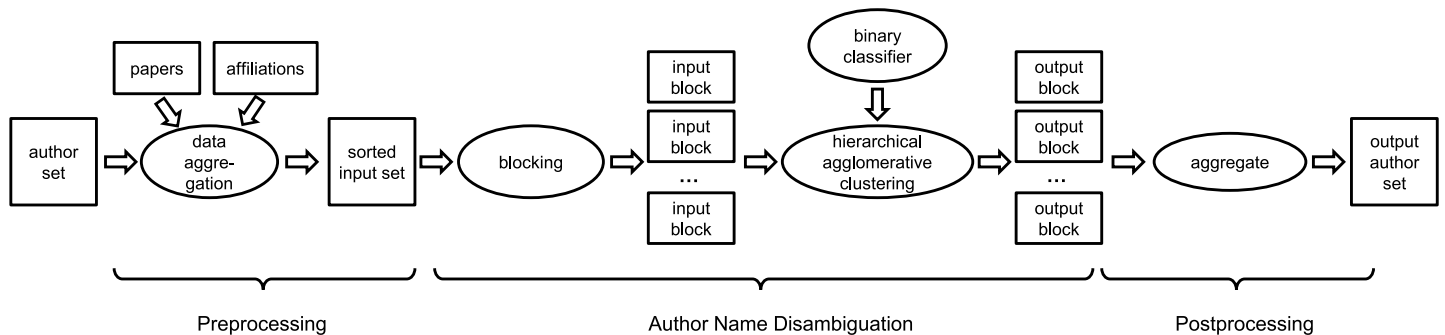 papers
affiliations
author
set
data
aggre-
gation
sorted
input set
blocking
input
block
input
block
...
input
block
binary
classifier
hierarchical
agglomerative
clustering
output
block
output
block
...
output
block
aggregate
output
author
set
Preprocessing
Author Name Disambiguation
Postprocessing